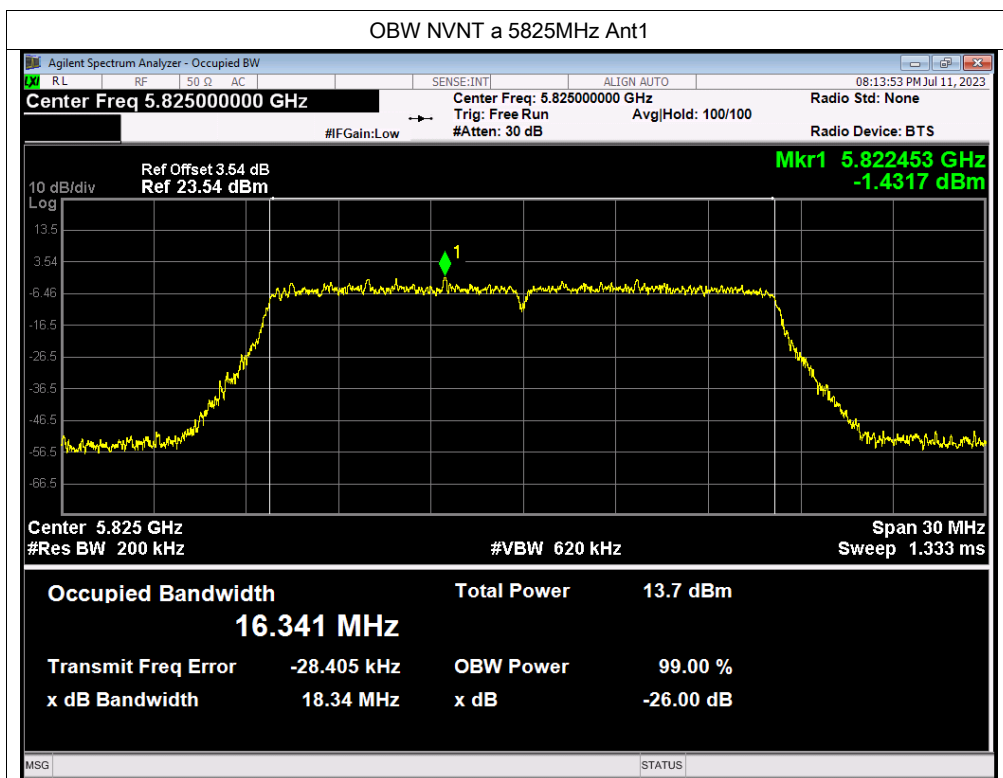 OBW NVNT a 5825MHz Ant1
Agilent Spectrum Analyzer - Occupied BW
LXI RL RF 50 Ω AC SENSE:INT ALIGN AUTO 08:13:53 PM Jul 11, 2023
Center Freq 5.825000000 GHz Center Freq: 5.825000000 GHz Radio Std: None
Trig: Free Run Avg|Hold: 100/100
#IFGain:Low #Atten: 30 dB Radio Device: BTS
Mkr1 5.822453 GHz
-1.4317 dBm
Ref Offset 3.54 dB
10 dB/div Ref 23.54 dBm
Log
13.5
1
3.54
-6.46
-16.5
-26.5
-36.5
-46.5
-56.5
-66.5
Center 5.825 GHz Span 30 MHz
#Res BW 200 kHz #VBW 620 kHz Sweep 1.333 ms
Occupied Bandwidth Total Power 13.7 dBm
16.341 MHz
Transmit Freq Error -28.405 kHz OBW Power 99.00 %
x dB Bandwidth 18.34 MHz x dB -26.00 dB
MSG STATUS